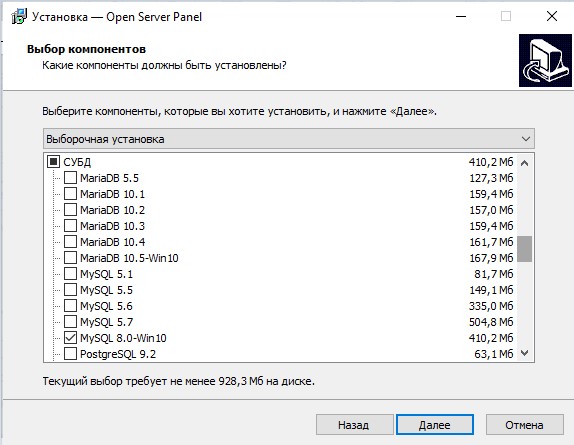 Установка — Open Server Panel
Выбор компонентов
Какие компоненты должны быть установлены?
Выберите компоненты, которые вы хотите установить, и нажмите «Далее».
Выборочная установка
СУБД 410,2 Мб
MariaDB 5.5 127,3 Мб
MariaDB 10.1 159,4 Мб
MariaDB 10.2 157,0 Мб
MariaDB 10.3 159,4 Мб
MariaDB 10.4 161,7 Мб
MariaDB 10.5-Win10 167,9 Мб
MySQL 5.1 81,7 Мб
MySQL 5.5 149,1 Мб
MySQL 5.6 335,0 Мб
MySQL 5.7 504,8 Мб
MySQL 8.0-Win10 410,2 Мб
PostgreSQL 9.2 63,1 Мб
Текущий выбор требует не менее 928,3 Мб на диске.
Назад Далее Отмена